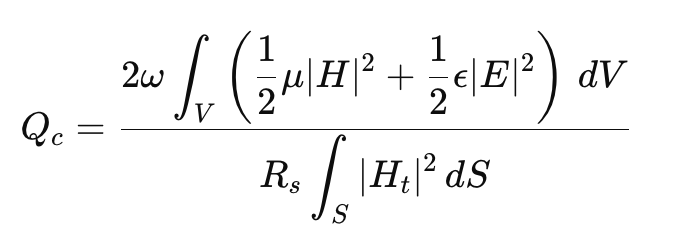 Q_c = \frac{2\omega \int_V \left( \frac{1}{2}\mu|H|^2 + \frac{1}{2}\epsilon|E|^2 \right) dV}{R_s \int_S |H_t|^2 \, dS}